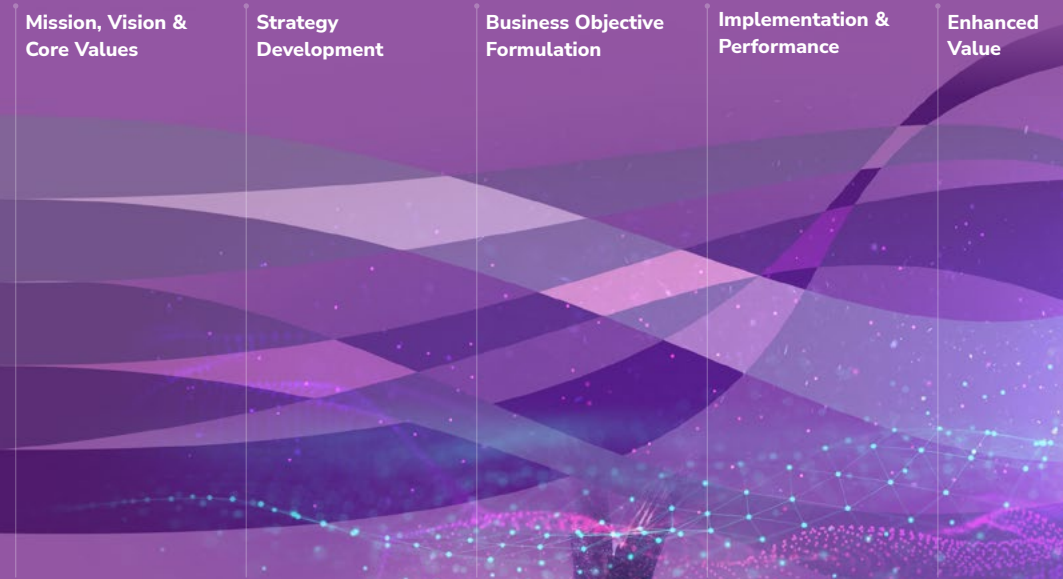 Mission, Vision &
Core Values
Strategy
Development
Business Objective
Formulation
Implementation &
Performance
Enhanced
Value